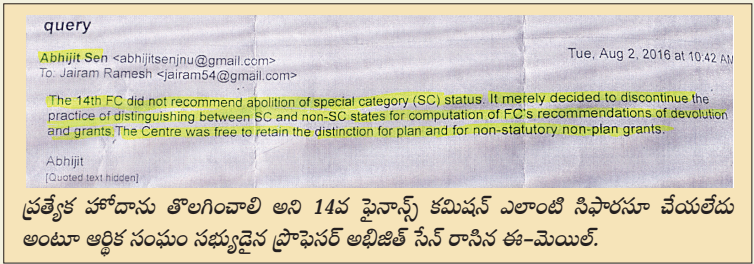 query
Abhijit Sen <abhijitsenjnu@gmail.com>
Tue, Aug 2, 2016 at 10:42 AM
To: Jairam Ramesh <jairam54@gmail.com>
The 14th FC did not recommend abolition of special category (SC) status. It merely decided to discontinue the
practice of distinguishing between SC and non-SC states for computation of FC's recommendations of devolution
and grants. The Centre was free to retain the distinction for plan and for non-statutory non-plan grants.
Abhijit
[Quoted text hidden]
ప్రత్యేక హోదాను తొలగించాలి అని 14వ ఫైనాన్స్ కమిషన్ ఎలాంటి సిఫారసూ చేయలేదు
అంటూ ఆర్థిక సంఘం సభ్యుడైన ప్రొఫెసర్ అభిజిత్ సేన్ రాసిన ఈ-మెయిల్.